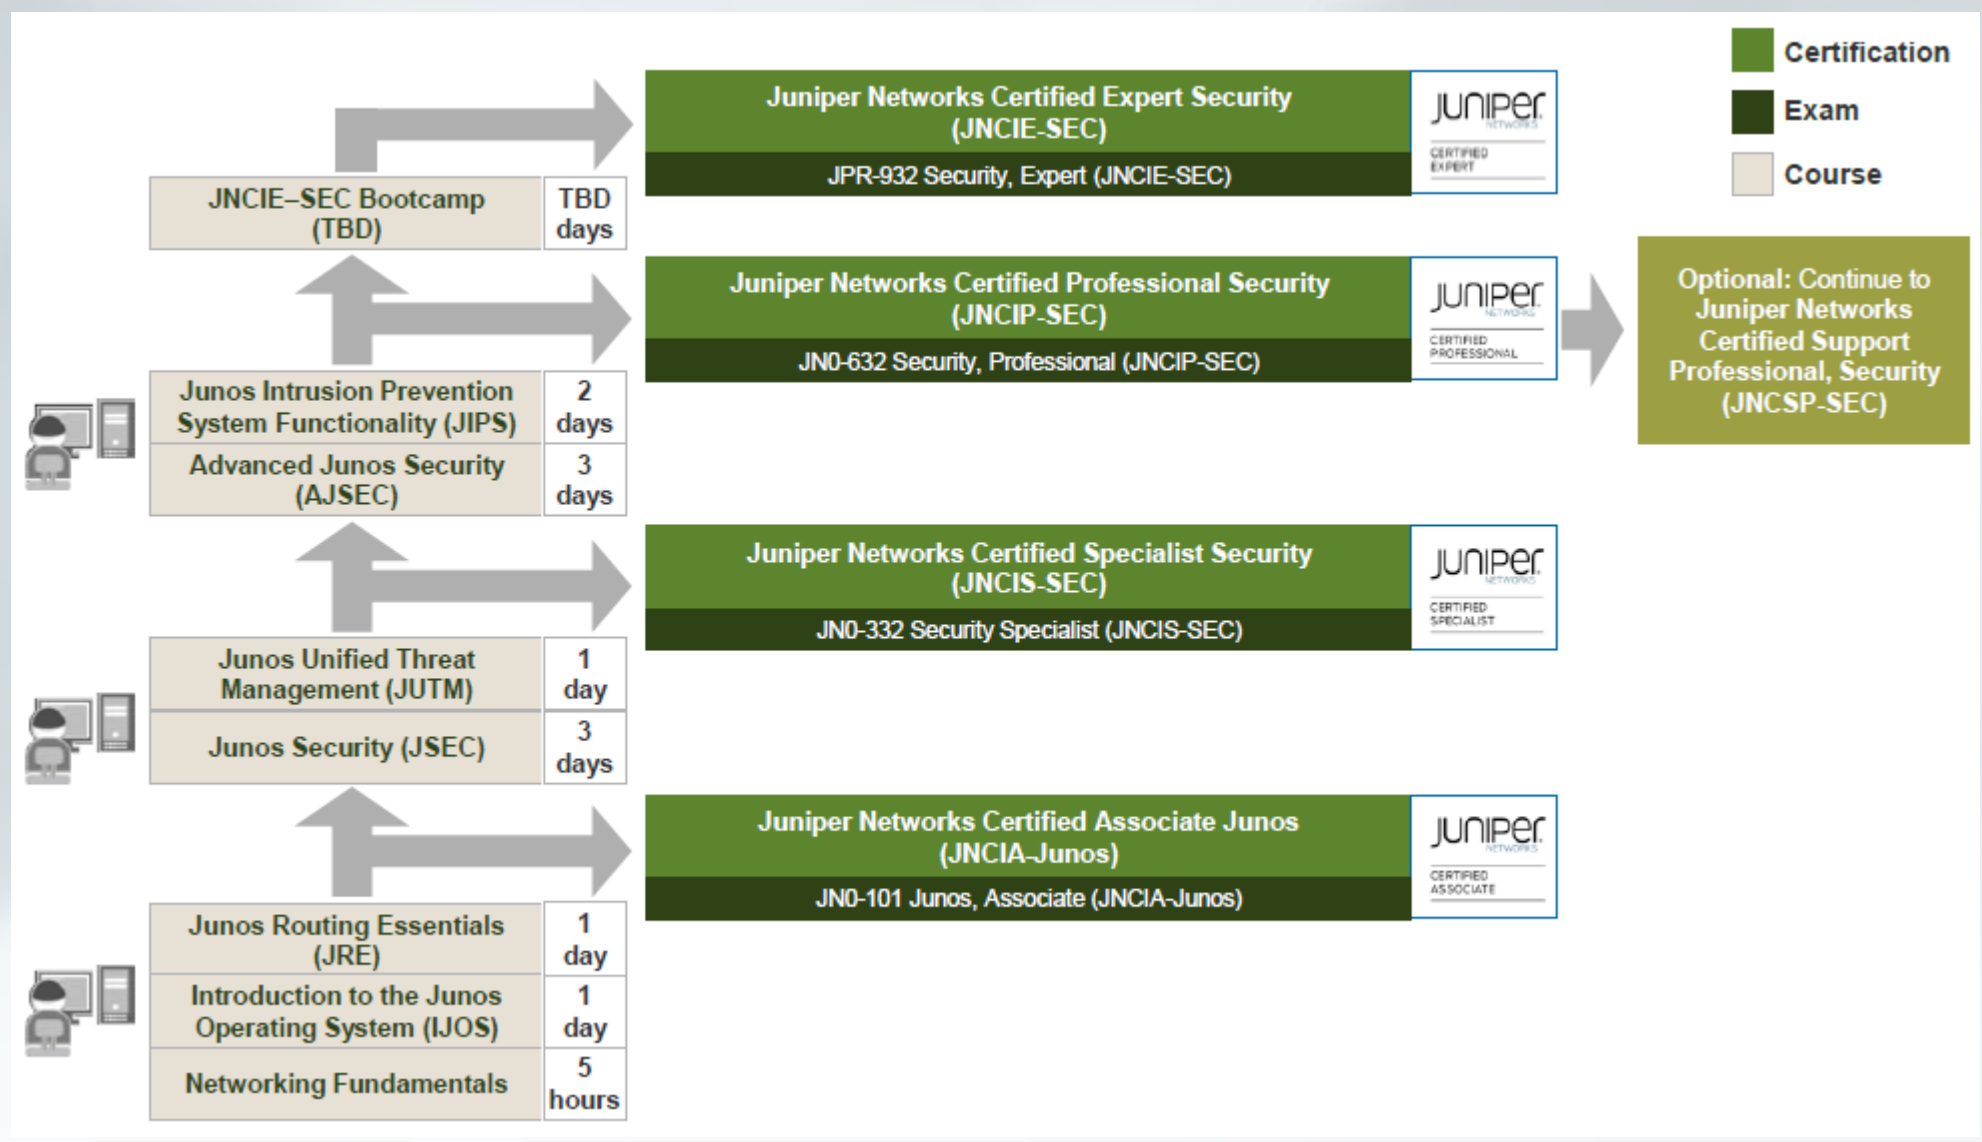 Certification
Exam
Course
Juniper Networks Certified Expert Security
(JNCIE-SEC)
JPR-932 Security, Expert (JNCIE-SEC)
JUNIPER
NETWORKS
CERTIFIED
EXPERT
JNCIE–SEC Bootcamp
(TBD)
TBD
days
Juniper Networks Certified Professional Security
(JNCIP-SEC)
JN0-632 Security, Professional (JNCIP-SEC)
JUNIPER
NETWORKS
CERTIFIED
PROFESSIONAL
Optional: Continue to
Juniper Networks
Certified Support
Professional, Security
(JNCSP-SEC)
Junos Intrusion Prevention
System Functionality (JIPS)
2
days
Advanced Junos Security
(AJSEC)
3
days
Juniper Networks Certified Specialist Security
(JNCIS-SEC)
JN0-332 Security Specialist (JNCIS-SEC)
JUNIPER
NETWORKS
CERTIFIED
SPECIALIST
Junos Unified Threat
Management (JUTM)
1
day
Junos Security (JSEC)
3
days
Juniper Networks Certified Associate Junos
(JNCIA-Junos)
JN0-101 Junos, Associate (JNCIA-Junos)
JUNIPER
NETWORKS
CERTIFIED
ASSOCIATE
Junos Routing Essentials
(JRE)
1
day
Introduction to the Junos
Operating System (IJOS)
1
day
Networking Fundamentals
5
hours